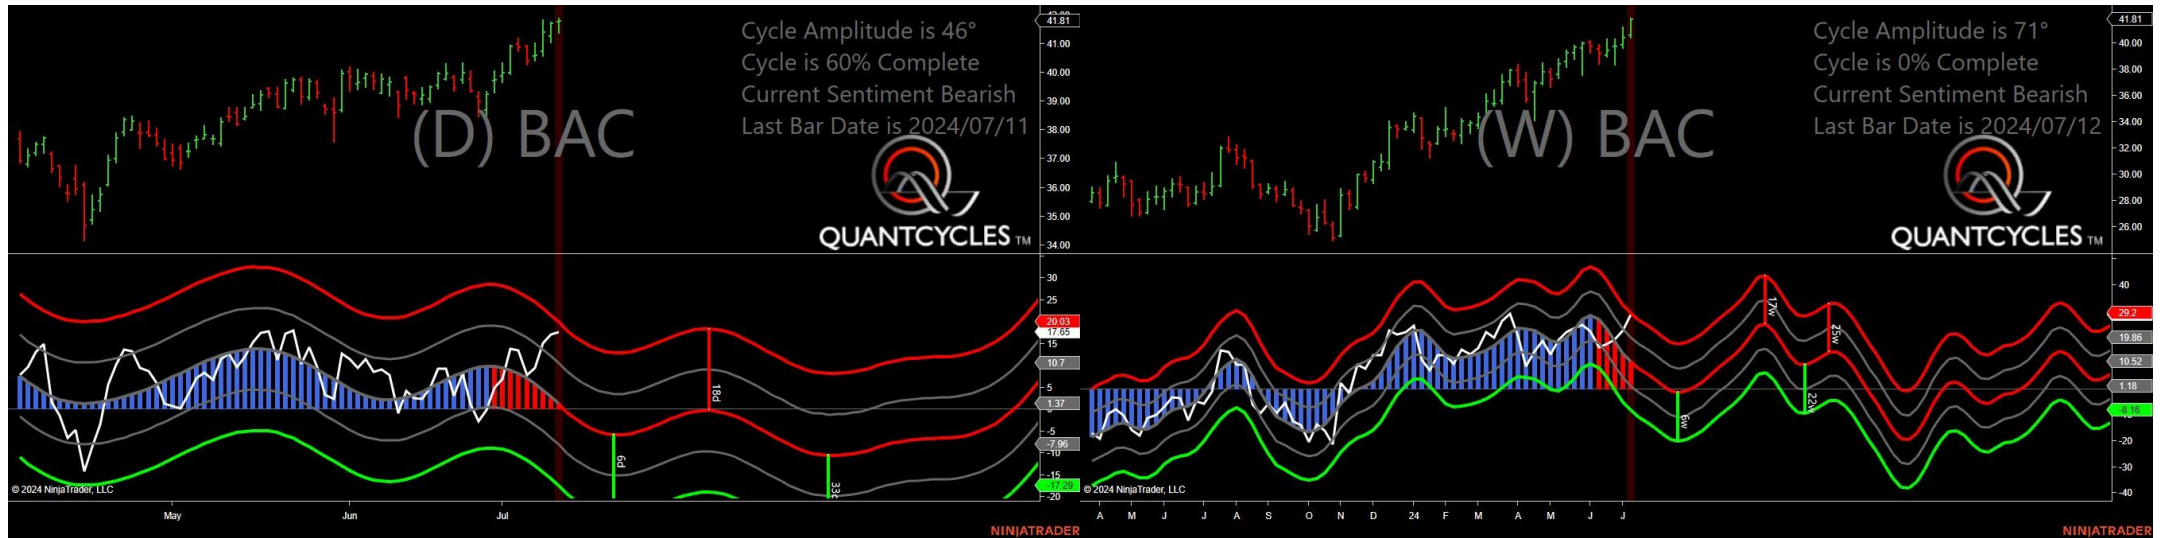 Cycle Amplitude is 46°
Cycle is 60% Complete
Current Sentiment Bearish
Last Bar Date is 2024/07/11
(D) BAC
QUANTCYCLES TM
41.81
41.00
40.00
39.00
38.00
37.00
36.00
35.00
34.00
30
25
20.03
17.65
15
10.7
5
1.37
-5
-7.96
-10
-15
-17.29
-20
18d
6d
© 2024 NinjaTrader, LLC
May Jun Jul
NINJATRADER
Cycle Amplitude is 71°
Cycle is 0% Complete
Current Sentiment Bearish
Last Bar Date is 2024/07/12
(W) BAC
QUANTCYCLES TM
41.81
40.00
38.00
36.00
34.00
32.00
30.00
28.00
26.00
40
29.2
19.86
10.52
1.18
-8.16
-20
-30
-40
17w
25w
22w
6w
© 2024 NinjaTrader, LLC
A M J J A S O N D 24 F M A M J J
NINJATRADER